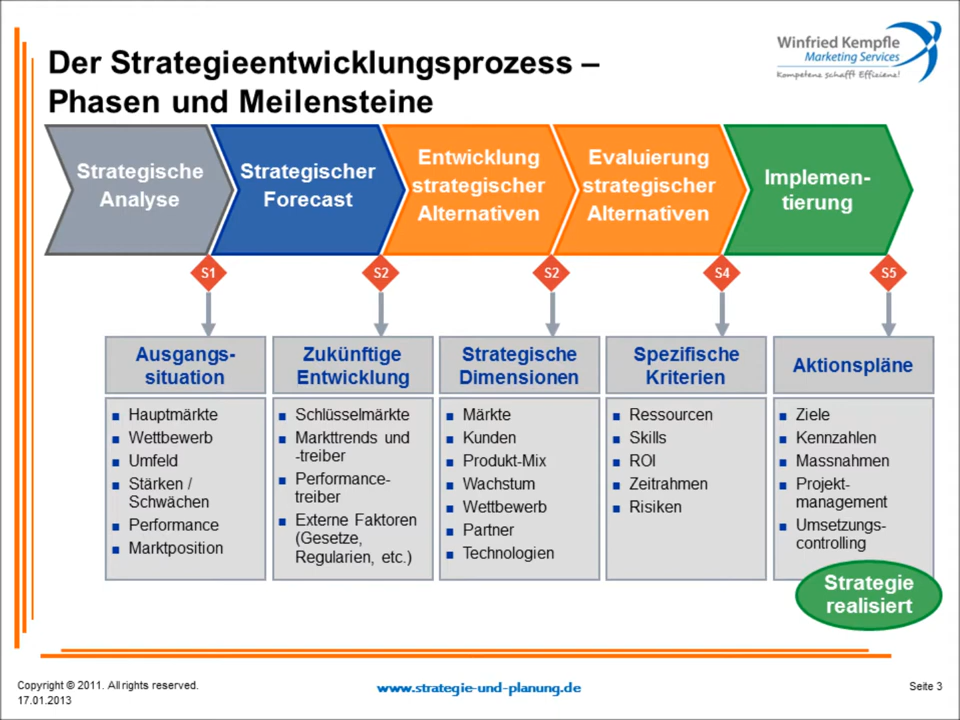 Der Strategieentwicklungsprozess –
Phasen und Meilensteine
Winfried Kempfle
Marketing Services
Kompetenz schafft Effizienz!
Strategische
Analyse
Strategischer
Forecast
Entwicklung
strategischer
Alternativen
Evaluierung
strategischer
Alternativen
Implemen-
tierung
S1
S2
S2
S4
S5
Ausgangs-
situation
Hauptmärkte
Wettbewerb
Umfeld
Stärken /
Schwächen
Performance
Marktposition
Zukünftige
Entwicklung
Schlüsselmärkte
Markttrends und
-treiber
Performance-
treiber
Externe Faktoren
(Gesetze,
Regularien, etc.)
Strategische
Dimensionen
Märkte
Kunden
Produkt-Mix
Wachstum
Wettbewerb
Partner
Technologien
Spezifische
Kriterien
Ressourcen
Skills
ROI
Zeitrahmen
Risiken
Aktionspläne
Ziele
Kennzahlen
Massnahmen
Projekt-
management
Umsetzungs-
controlling
Strategie
realisiert
Copyright © 2011. All rights reserved.
17.01.2013
www.strategie-und-planung.de
Seite 3